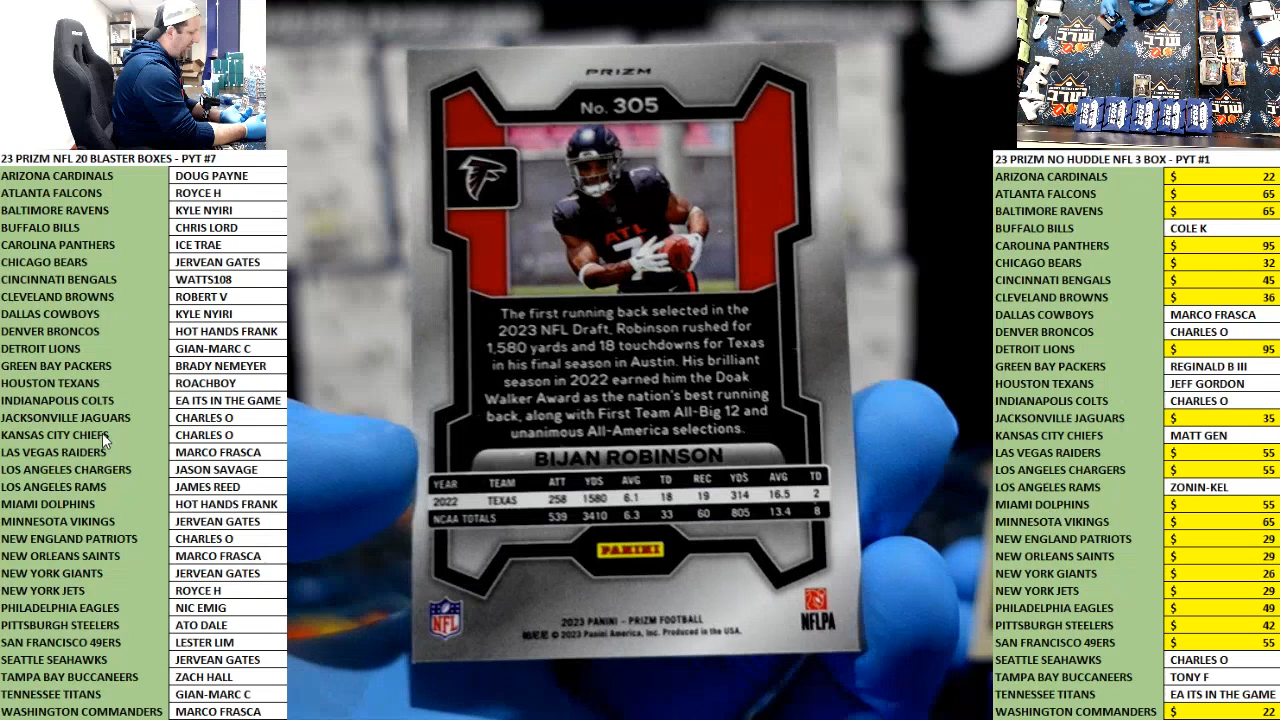 23 PRIZM NFL 20 BLASTER BOXES - PYT #7
ARIZONA CARDINALS DOUG PAYNE
ATLANTA FALCONS ROYCE H
BALTIMORE RAVENS KYLE NYIRI
BUFFALO BILLS CHRIS LORD
CAROLINA PANTHERS ICE TRAE
CHICAGO BEARS JERVEAN GATES
CINCINNATI BENGALS WATTS108
CLEVELAND BROWNS ROBERT V
DALLAS COWBOYS KYLE NYIRI
DENVER BRONCOS HOT HANDS FRANK
DETROIT LIONS GIAN-MARC C
GREEN BAY PACKERS BRADY NEMEYER
HOUSTON TEXANS ROACHBOY
INDIANAPOLIS COLTS EA ITS IN THE GAME
JACKSONVILLE JAGUARS CHARLES O
KANSAS CITY CHIEFS CHARLES O
LAS VEGAS RAIDERS MARCO FRASCA
LOS ANGELES CHARGERS JASON SAVAGE
LOS ANGELES RAMS JAMES REED
MIAMI DOLPHINS HOT HANDS FRANK
MINNESOTA VIKINGS JERVEAN GATES
NEW ENGLAND PATRIOTS CHARLES O
NEW ORLEANS SAINTS MARCO FRASCA
NEW YORK GIANTS JERVEAN GATES
NEW YORK JETS ROYCE H
PHILADELPHIA EAGLES NIC EMIG
PITTSBURGH STEELERS ATO DALE
SAN FRANCISCO 49ERS LESTER LIM
SEATTLE SEAHAWKS JERVEAN GATES
TAMPA BAY BUCCANEERS ZACH HALL
TENNESSEE TITANS GIAN-MARC C
WASHINGTON COMMANDERS MARCO FRASCA
PRIZM
No. 305
ATL
7
The first running back selected in the
2023 NFL Draft, Robinson rushed for
1,580 yards and 18 touchdowns for Texas
in his final season in Austin. His brilliant
season in 2022 earned him the Doak
Walker Award as the nation's best running
back, along with First Team All-Big 12 and
unanimous All-America selections.
BIJAN ROBINSON
YEAR TEAM ATT YDS AVG TD REC YDS AVG TD
2022 TEXAS 258 1580 6.1 18 19 314 16.5 2
NCAA TOTALS 539 3410 6.3 33 60 805 13.4 8
PANINI
NFL
NFLPA
2023 PANINI - PRIZM FOOTBALL
© 2023 Panini America, Inc. Produced in the USA.
23 PRIZM NO HUDDLE NFL 3 BOX - PYT #1
ARIZONA CARDINALS $ 22
ATLANTA FALCONS $ 65
BALTIMORE RAVENS $ 65
BUFFALO BILLS COLE K
CAROLINA PANTHERS $ 95
CHICAGO BEARS $ 32
CINCINNATI BENGALS $ 45
CLEVELAND BROWNS $ 36
DALLAS COWBOYS MARCO FRASCA
DENVER BRONCOS CHARLES O
DETROIT LIONS $ 95
GREEN BAY PACKERS REGINALD B III
HOUSTON TEXANS JEFF GORDON
INDIANAPOLIS COLTS CHARLES O
JACKSONVILLE JAGUARS $ 35
KANSAS CITY CHIEFS MATT GEN
LAS VEGAS RAIDERS $ 55
LOS ANGELES CHARGERS $ 55
LOS ANGELES RAMS ZONIN-KEL
MIAMI DOLPHINS $ 55
MINNESOTA VIKINGS $ 65
NEW ENGLAND PATRIOTS $ 29
NEW ORLEANS SAINTS $ 29
NEW YORK GIANTS $ 26
NEW YORK JETS $ 29
PHILADELPHIA EAGLES $ 49
PITTSBURGH STEELERS $ 42
SAN FRANCISCO 49ERS $ 55
SEATTLE SEAHAWKS CHARLES O
TAMPA BAY BUCCANEERS TONY F
TENNESSEE TITANS EA ITS IN THE GAME
WASHINGTON COMMANDERS $ 22